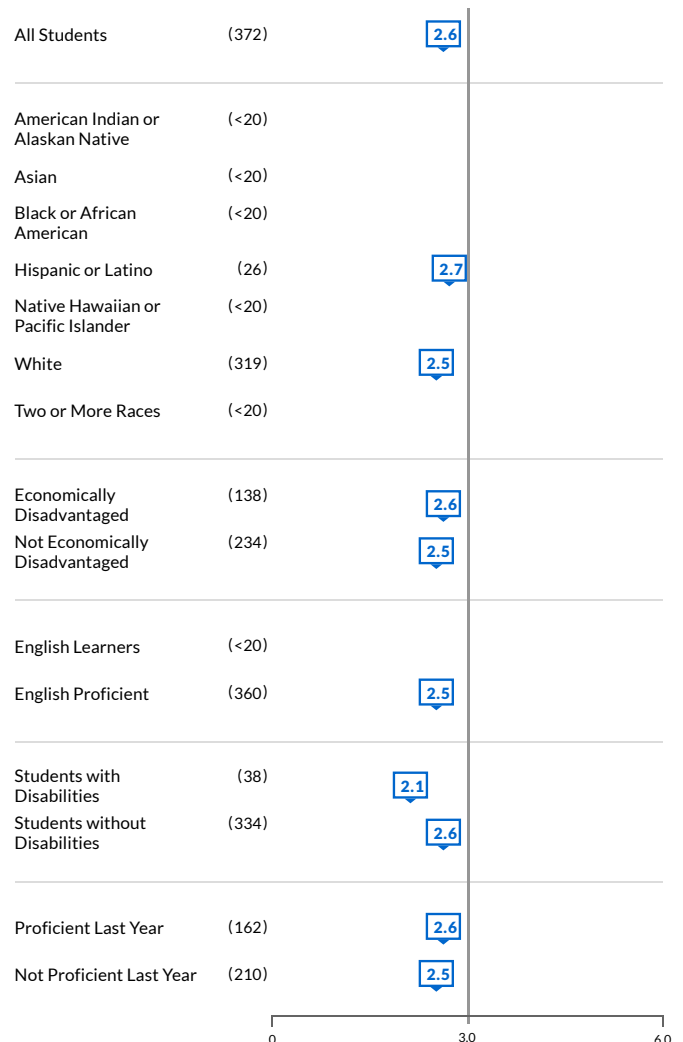 All Students (372) 2.6
American Indian or (<20)
Alaskan Native
Asian (<20)
Black or African (<20)
American
Hispanic or Latino (26) 2.7
Native Hawaiian or (<20)
Pacific Islander
White (319) 2.5
Two or More Races (<20)
Economically (138) 2.6
Disadvantaged
Not Economically (234) 2.5
Disadvantaged
English Learners (<20)
English Proficient (360) 2.5
Students with (38) 2.1
Disabilities
Students without (334) 2.6
Disabilities
Proficient Last Year (162) 2.6
Not Proficient Last Year (210) 2.5
0 3.0 6.0